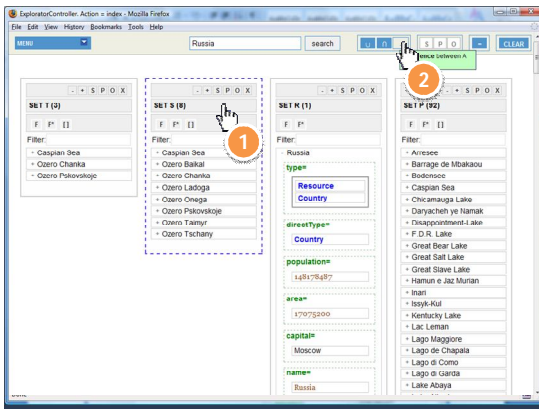 ExploratorController. Action = index - Mozilla Firefox
File Edit View History Bookmarks Tools Help
MENU Russia search ∪ ∩ S P O - CLEAR
between A
2
- + S P O X
SET T (3)
F F* []
Filter:
+ Caspian Sea
+ Ozero Chanka
+ Ozero Pskovskoje
- + S P O X
SET S (8)
1
F F* []
Filter:
+ Caspian Sea
+ Ozero Baikal
+ Ozero Chanka
+ Ozero Ladoga
+ Ozero Onega
+ Ozero Pskovskoje
+ Ozero Taimyr
+ Ozero Tschany
- + S P O X
SET R (1)
F F* []
Filter:
- Russia
type=
Resource
Country
directType=
Country
population=
148178487
area=
17075200
capital=
Moscow
name=
Russia
- + S P O X
SET P (92)
F F* []
Filter:
+ Arresee
+ Barrage de Mbakaou
+ Bodensee
+ Caspian Sea
+ Chicamauga Lake
+ Daryacheh ye Namak
+ Disappointment-Lake
+ F.D.R. Lake
+ Great Bear Lake
+ Great Salt Lake
+ Great Slave Lake
+ Hamun e Jaz Murian
+ Inari
+ Issyk-Kul
+ Kentucky Lake
+ Lac Leman
+ Lago Maggiore
+ Lago de Chapala
+ Lago di Como
+ Lago di Garda
+ Lake Abaya